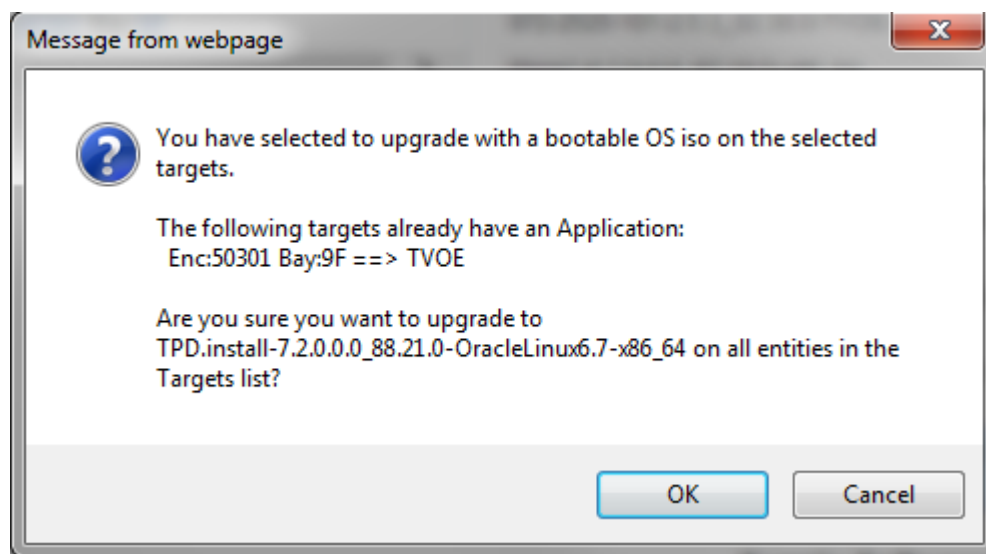 Message from webpage
You have selected to upgrade with a bootable OS iso on the selected
targets.
The following targets already have an Application:
Enc:50301 Bay:9F ==> TVOE
Are you sure you want to upgrade to
TPD.install-7.2.0.0.0_88.21.0-OracleLinux6.7-x86_64 on all entities in the
Targets list?
OK Cancel